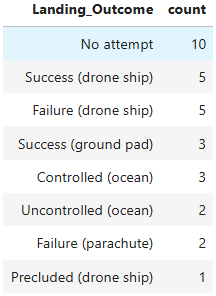 Landing_Outcome count
No attempt 10
Success (drone ship) 5
Failure (drone ship) 5
Success (ground pad) 3
Controlled (ocean) 3
Uncontrolled (ocean) 2
Failure (parachute) 2
Precluded (drone ship) 1